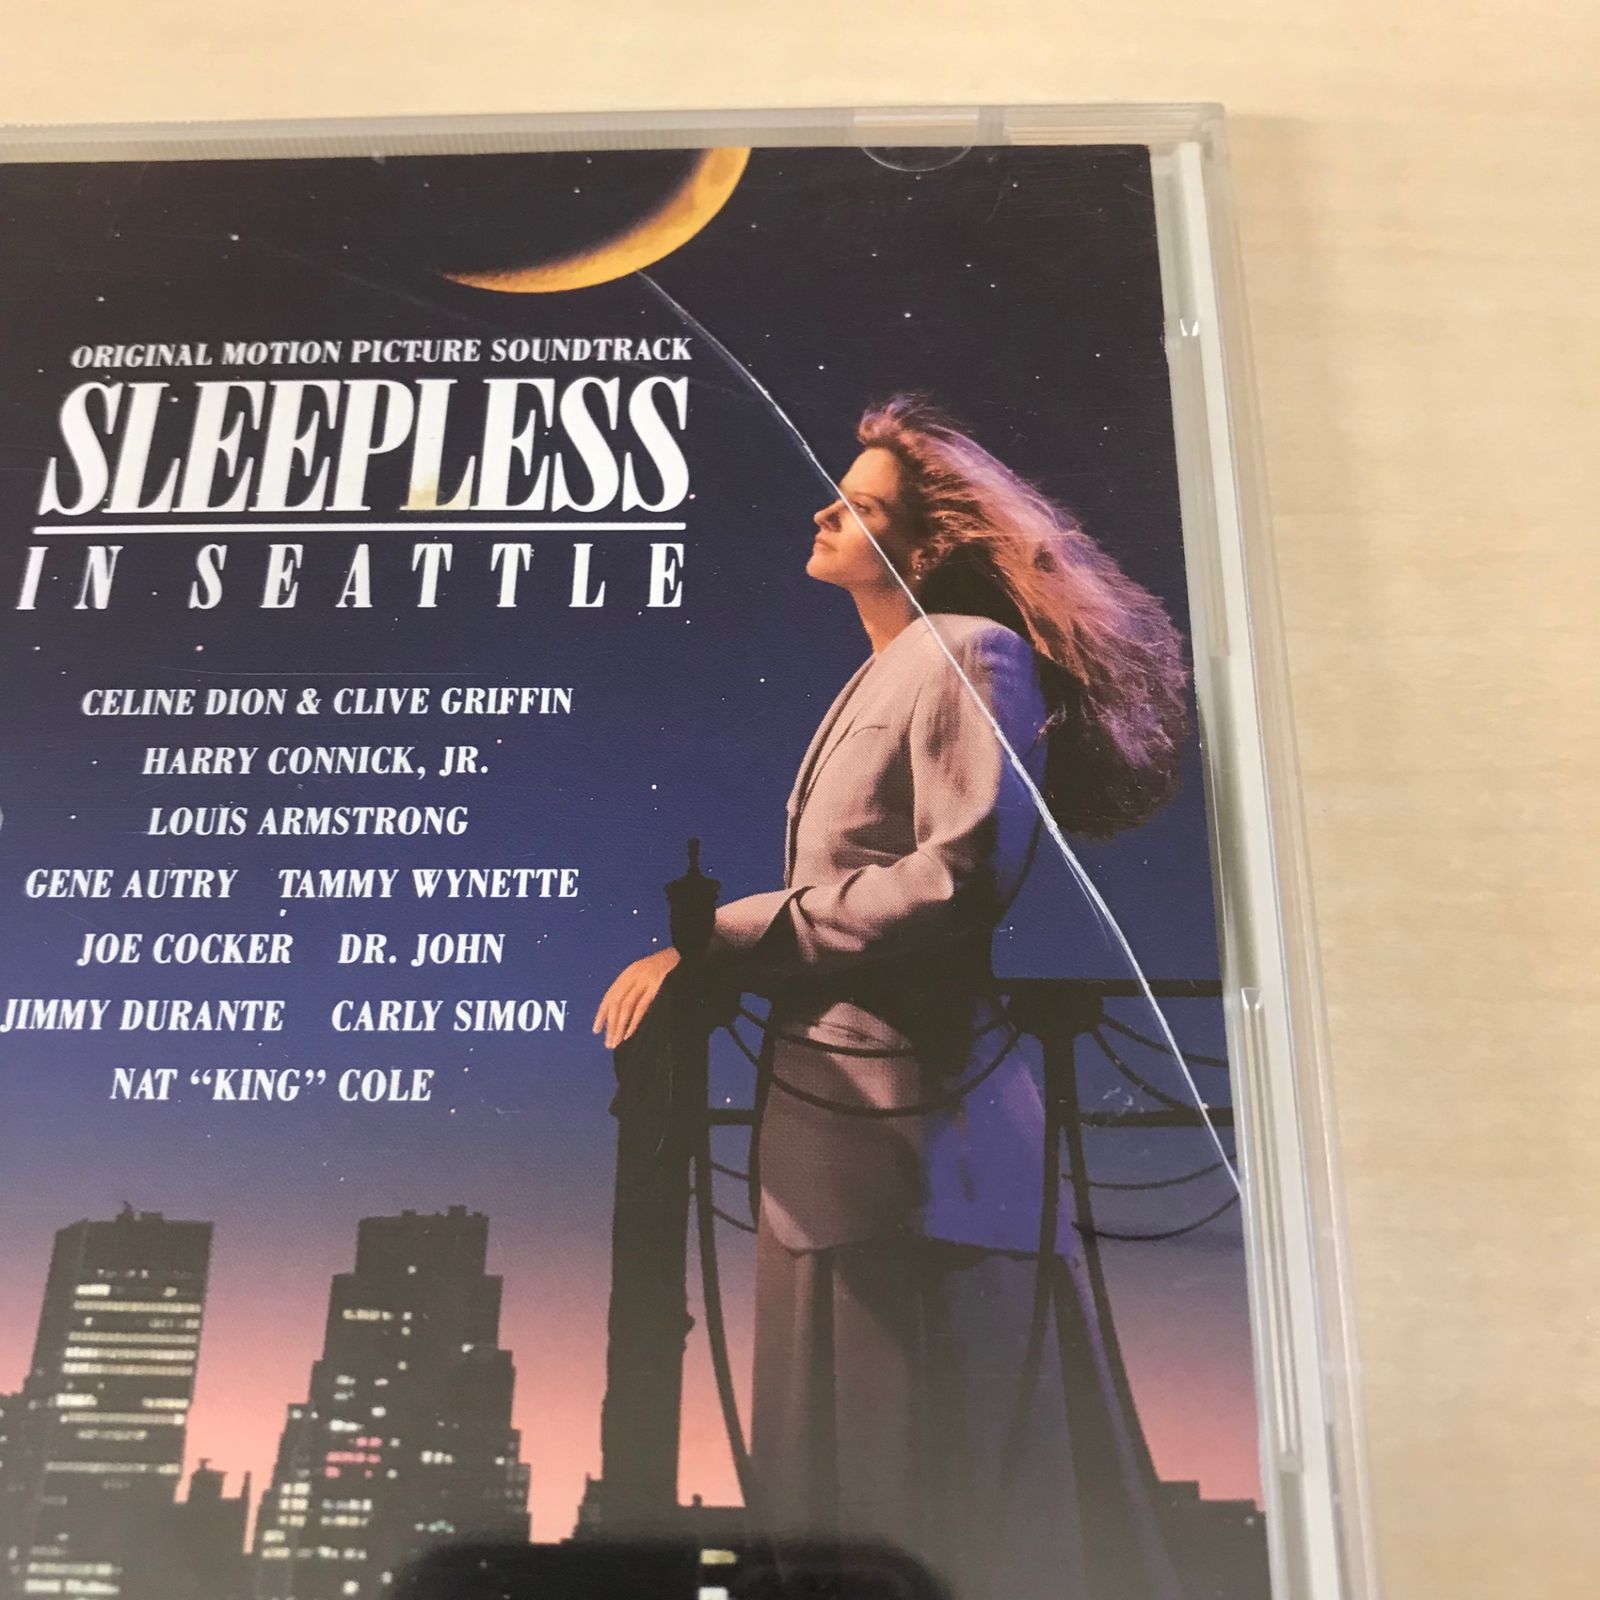 ORIGINAL MOTION PICTURE SOUNDTRACK
SLEEPLESS
IN SEATTLE
CELINE DION & CLIVE GRIFFIN
HARRY CONNICK, JR.
LOUIS ARMSTRONG
GENE AUTRY TAMMY WYNETTE
JOE COCKER DR. JOHN
JIMMY DURANTE CARLY SIMON
NAT “KING” COLE